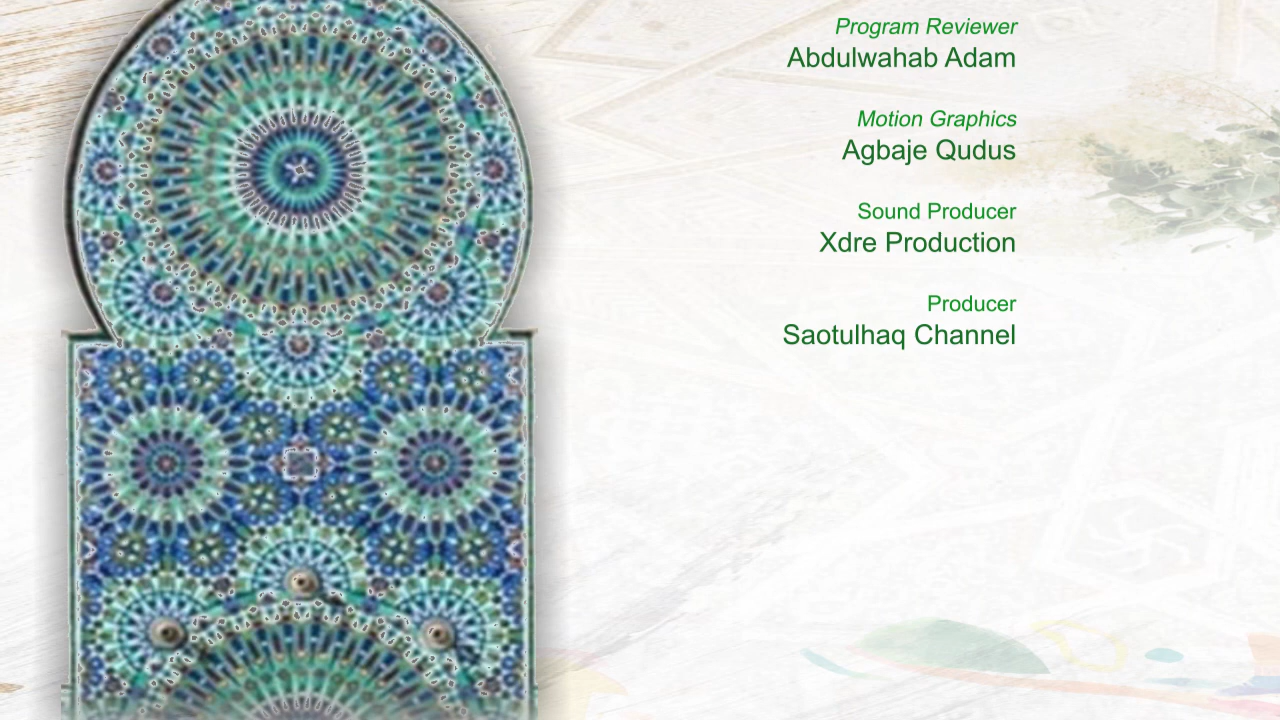 Program Reviewer
Abdulwahab Adam
Motion Graphics
Agbaje Qudus
Sound Producer
Xdre Production
Producer
Saotulhaq Channel